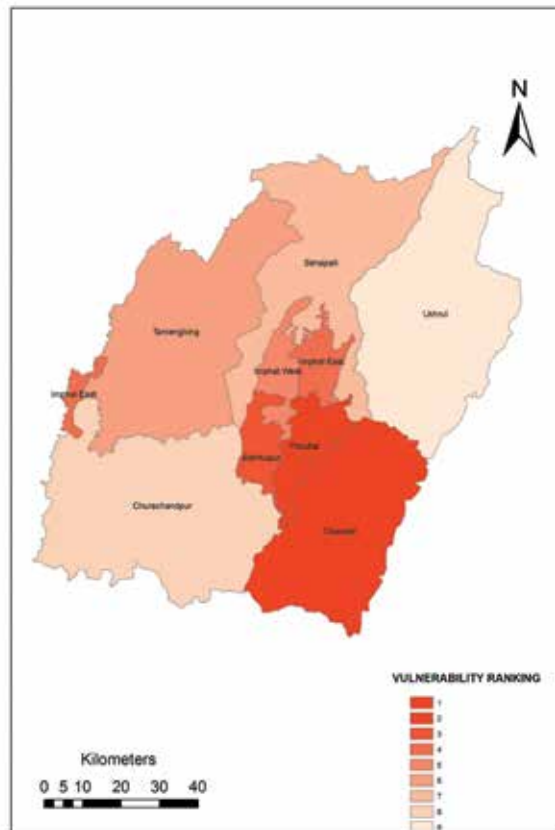 N
Senapati
Ukhrul
Tamenglong
Imphal East
Imphal West
Imphal East
Thoubal
Bishnupur
Churachandpur
Chandel
VULNERABILITY RANKING
1
2
3
4
5
6
7
8
9
Kilometers
0 5 10 20 30 40